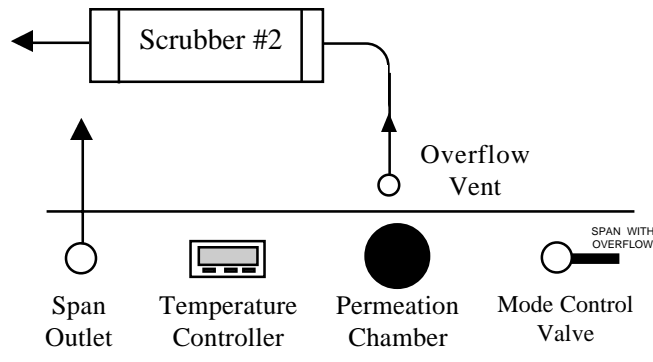 Scrubber #2
Overflow
Vent
SPAN WITH
OVERFLOW
Span
Outlet
Temperature
Controller
Permeation
Chamber
Mode Control
Valve